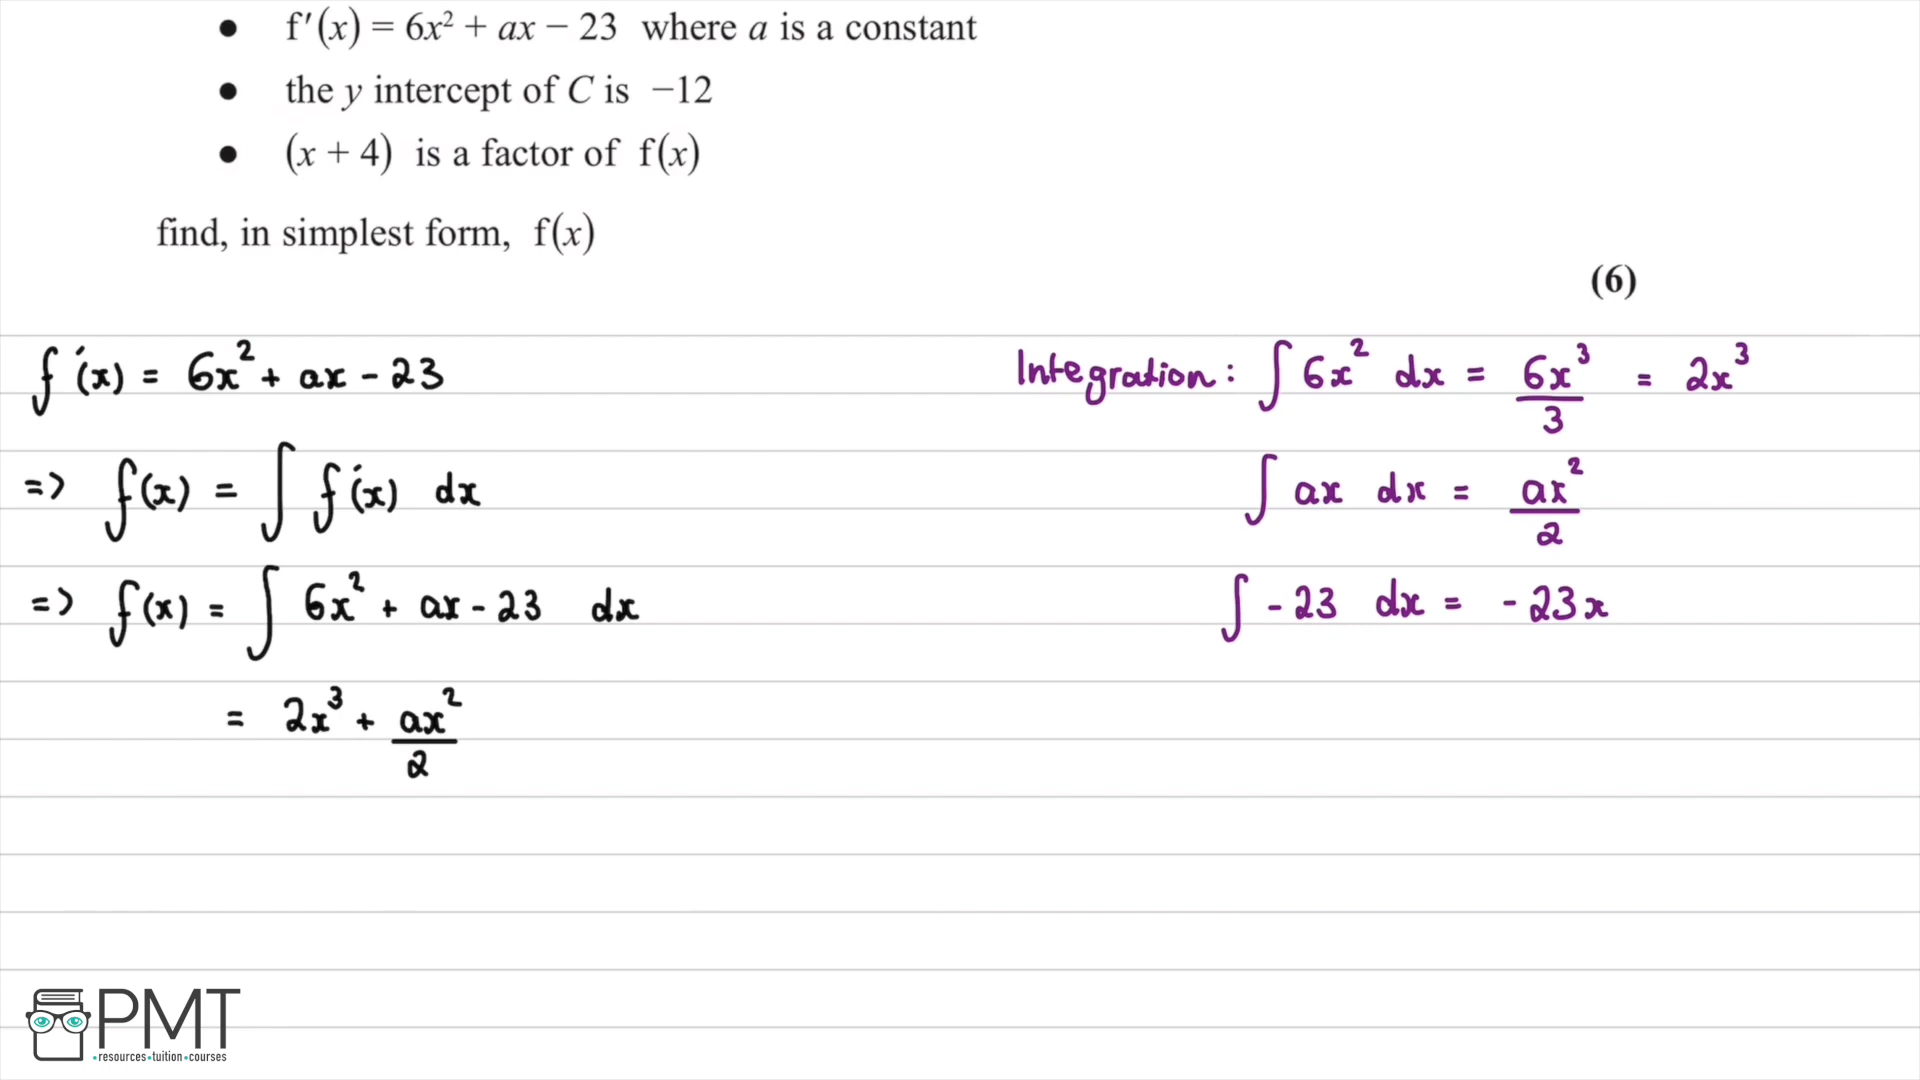 • f′(x) = 6x² + ax − 23 where a is a constant
• the y intercept of C is −12
• (x + 4) is a factor of f(x)
find, in simplest form, f(x)
(6)
f'(x) = 6x² + ax - 23
=> f(x) = ∫ f'(x) dx
=> f(x) = ∫ 6x² + ax - 23 dx
= 2x³ + ax²/2
Integration: ∫ 6x² dx = 6x³/3 = 2x³
∫ ax dx = ax²/2
∫ -23 dx = -23x
PMT
•resources•tuition•courses